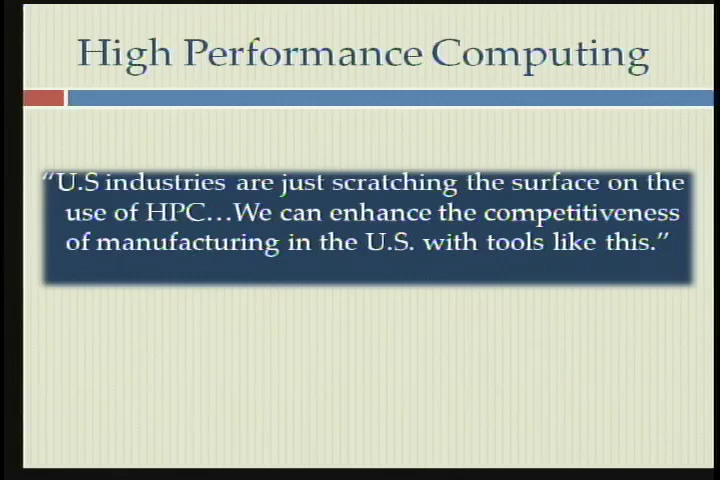 High Performance Computing
“U.S industries are just scratching the surface on the
use of HPC…We can enhance the competitiveness
of manufacturing in the U.S. with tools like this.”